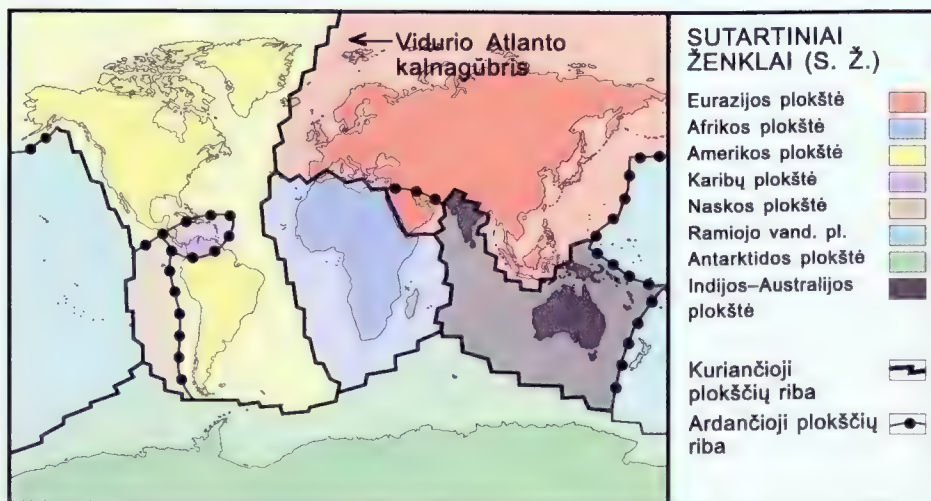 Vidurio Atlanto
kalnagūbris
SUTARTINIAI
ŽENKLAI (S. Ž.)
Eurazijos plokštė
Afrikos plokštė
Amerikos plokštė
Karibų plokštė
Naskos plokštė
Ramiojo vand. pl.
Antarktidos plokštė
Indijos–Australijos
plokštė
Kuriančioji
plokščių riba
Ardančioji plokščių
riba